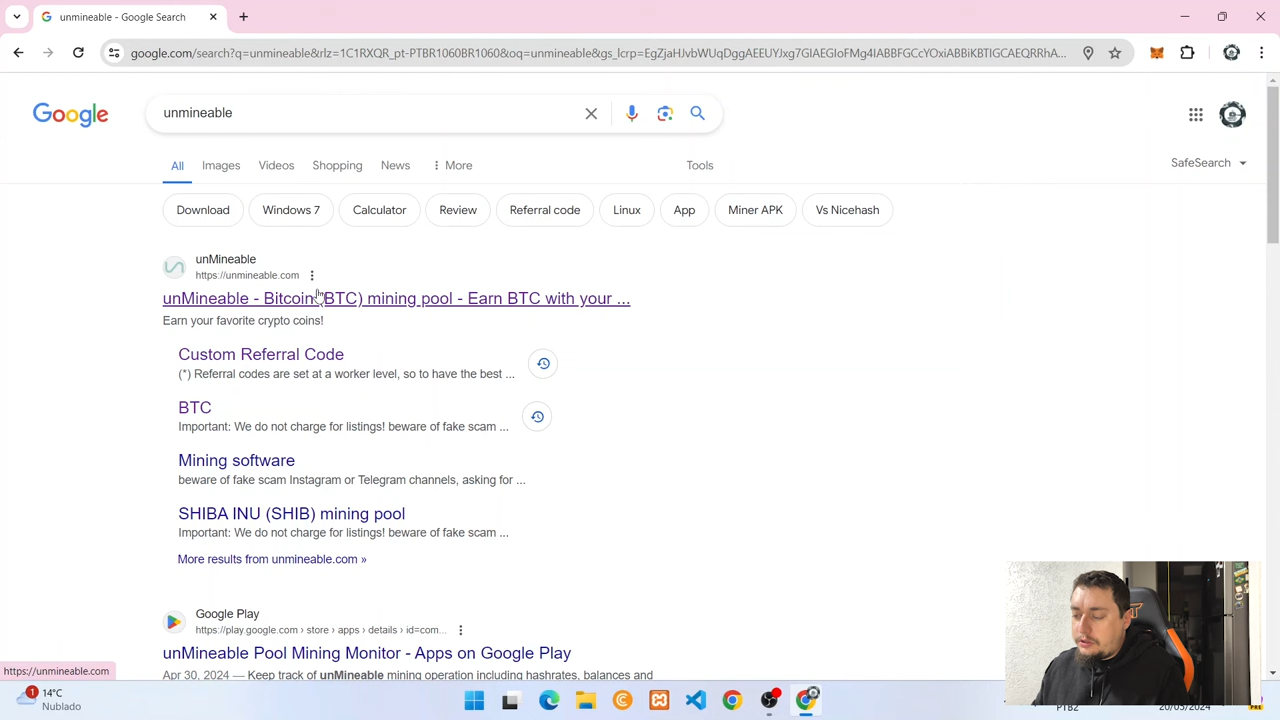 unmineable - Google Search
google.com/search?q=unmineable&rlz=1C1RXQR_pt-PTBR1060BR1060&oq=unmineable&gs_lcrp=EgZjaHJvbWUqDggAEEUYJxg7GIAEGIoFMg4IABBFGCcYOxiABBiKBTIGCAEQRRhA...
Google
unmineable
All Images Videos Shopping News More Tools
SafeSearch
Download Windows 7 Calculator Review Referral code Linux App Miner APK Vs Nicehash
unMineable
https://unmineable.com
unMineable - Bitcoin (BTC) mining pool - Earn BTC with your ...
Earn your favorite crypto coins!
Custom Referral Code
(*) Referral codes are set at a worker level, so to have the best ...
BTC
Important: We do not charge for listings! beware of fake scam ...
Mining software
beware of fake scam Instagram or Telegram channels, asking for ...
SHIBA INU (SHIB) mining pool
Important: We do not charge for listings! beware of fake scam ...
More results from unmineable.com »
Google Play
https://play.google.com › store › apps › details › id=com...
unMineable Pool Mining Monitor - Apps on Google Play
Apr 30, 2024 — Keep track of unMineable mining operation including hashrates, balances and
https://unmineable.com
1
14°C
Nublado
PTB2
20/05/2024